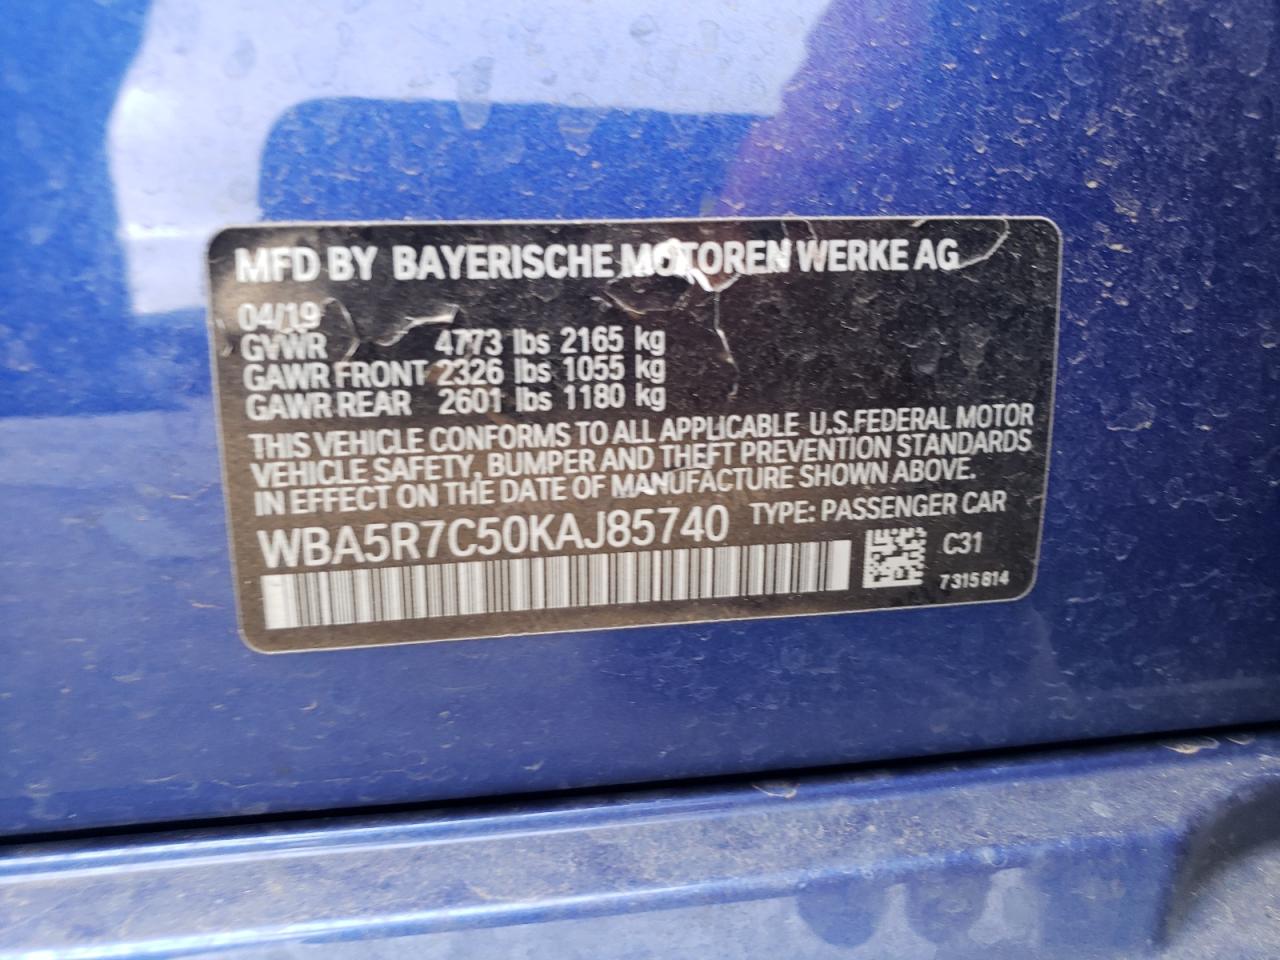 MFD BY BAYERISCHE MOTOREN WERKE AG
04/19
GVWR 4773 lbs 2165 kg
GAWR FRONT 2326 lbs 1055 kg
GAWR REAR 2601 lbs 1180 kg
THIS VEHICLE CONFORMS TO ALL APPLICABLE U.S.FEDERAL MOTOR
VEHICLE SAFETY, BUMPER AND THEFT PREVENTION STANDARDS
IN EFFECT ON THE DATE OF MANUFACTURE SHOWN ABOVE.
WBA5R7C50KAJ85740 TYPE: PASSENGER CAR
C31
7315814